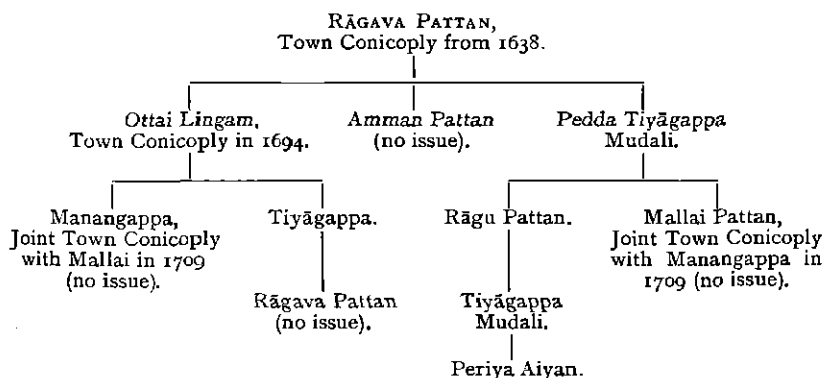 RĀGAVA PATTAN,
Town Conicoply from 1638.
Ottai Lingam,
Town Conicoply in 1694.
Amman Pattan
(no issue).
Pedda Tiyāgappa
Mudali.
Manangappa,
Joint Town Conicoply
with Mallai in 1709
(no issue).
Tiyāgappa.
Rāgu Pattan.
Mallai Pattan,
Joint Town Conicoply
with Manangappa in
1709 (no issue).
Rāgava Pattan
(no issue).
Tiyāgappa
Mudali.
Periya Aiyan.